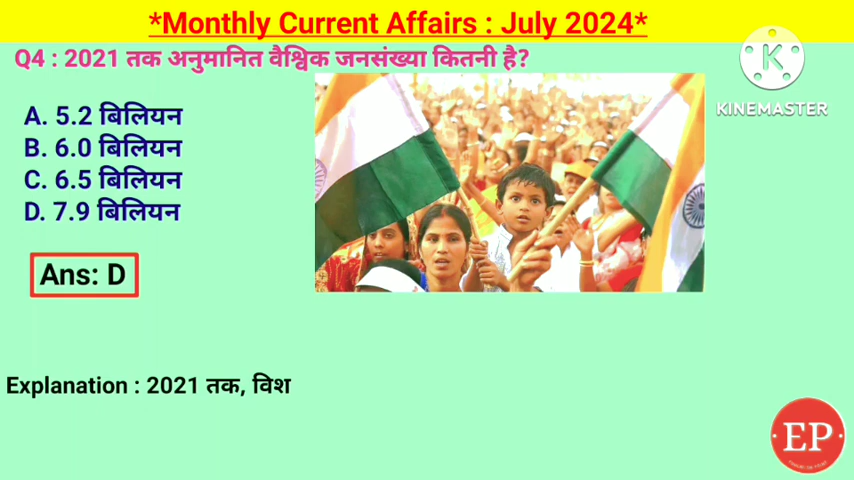 *Monthly Current Affairs : July 2024*
Q4 : 2021 तक अनुमानित वैश्विक जनसंख्या कितनी है?
K
KINEMASTER
A. 5.2 बिलियन
B. 6.0 बिलियन
C. 6.5 बिलियन
D. 7.9 बिलियन
Ans: D
Explanation : 2021 तक, विश
EP